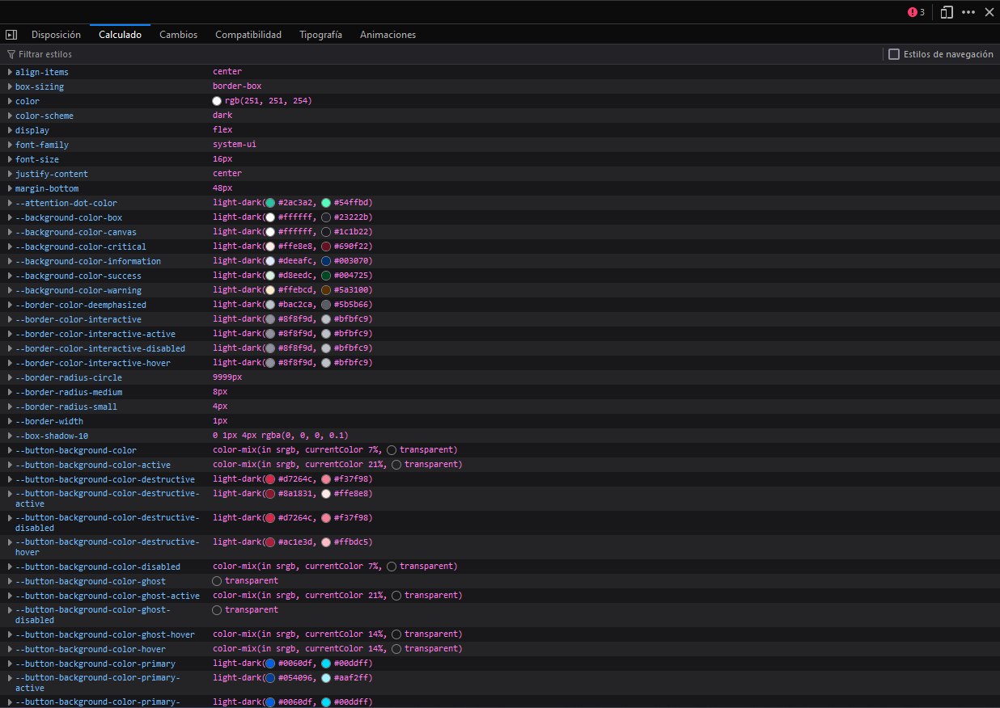 3
Disposición Calculado Cambios Compatibilidad Tipografía Animaciones
Filtrar estilos Estilos de navegación
align-items center
box-sizing border-box
color rgb(251, 251, 254)
color-scheme dark
display flex
font-family system-ui
font-size 16px
justify-content center
margin-bottom 48px
--attention-dot-color light-dark(#2ac3a2, #54ffbd)
--background-color-box light-dark(#ffffff, #23222b)
--background-color-canvas light-dark(#ffffff, #1c1b22)
--background-color-critical light-dark(#ffe8e8, #690f22)
--background-color-information light-dark(#deeafc, #003070)
--background-color-success light-dark(#d8eedc, #004725)
--background-color-warning light-dark(#ffebcd, #5a3100)
--border-color-deemphasized light-dark(#bac2ca, #5b5b66)
--border-color-interactive light-dark(#8f8f9d, #bfbfc9)
--border-color-interactive-active light-dark(#8f8f9d, #bfbfc9)
--border-color-interactive-disabled light-dark(#8f8f9d, #bfbfc9)
--border-color-interactive-hover light-dark(#8f8f9d, #bfbfc9)
--border-radius-circle 9999px
--border-radius-medium 8px
--border-radius-small 4px
--border-width 1px
--box-shadow-10 0 1px 4px rgba(0, 0, 0, 0.1)
--button-background-color color-mix(in srgb, currentColor 7%, transparent)
--button-background-color-active color-mix(in srgb, currentColor 21%, transparent)
--button-background-color-destructive light-dark(#d7264c, #f37f98)
--button-background-color-destructive- light-dark(#8a1831, #ffe8e8)
active
--button-background-color-destructive- light-dark(#d7264c, #f37f98)
disabled
--button-background-color-destructive- light-dark(#ac1e3d, #ffbdc5)
hover
--button-background-color-disabled color-mix(in srgb, currentColor 7%, transparent)
--button-background-color-ghost transparent
--button-background-color-ghost-active color-mix(in srgb, currentColor 21%, transparent)
--button-background-color-ghost- transparent
disabled
--button-background-color-ghost-hover color-mix(in srgb, currentColor 14%, transparent)
--button-background-color-hover color-mix(in srgb, currentColor 14%, transparent)
--button-background-color-primary light-dark(#0060df, #00ddff)
--button-background-color-primary- light-dark(#054096, #aaf2ff)
active
--button-background-color-primary- light-dark(#0060df, #00ddff)